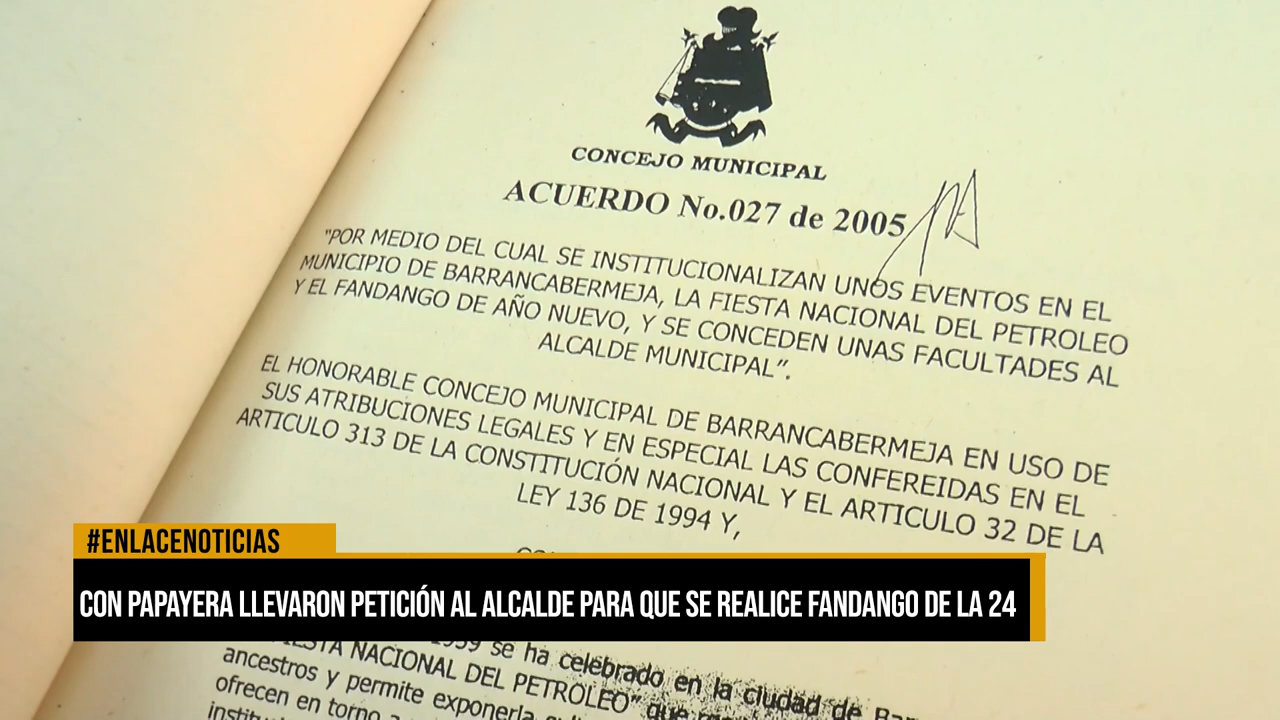 CONCEJO MUNICIPAL
ACUERDO No.027 de 2005
"POR MEDIO DEL CUAL SE INSTITUCIONALIZAN UNOS EVENTOS EN EL
MUNICIPIO DE BARRANCABERMEJA, LA FIESTA NACIONAL DEL PETROLEO
Y EL FANDANGO DE AÑO NUEVO, Y SE CONCEDEN UNAS FACULTADES AL
ALCALDE MUNICIPAL".
EL HONORABLE CONCEJO MUNICIPAL DE BARRANCABERMEJA EN USO DE
SUS ATRIBUCIONES LEGALES Y EN ESPECIAL LAS CONFEREIDAS EN EL
ARTICULO 313 DE LA CONSTITUCIÓN NACIONAL Y EL ARTICULO 32 DE LA
LEY 136 DE 1994 Y,
#ENLACENOTICIAS
CON PAPAYERA LLEVARON PETICIÓN AL ALCALDE PARA QUE SE REALICE FANDANGO DE LA 24
1959 se ha celebrado en la ciudad de
FIESTA NACIONAL DEL PETROLEO" que
ancestros y permite exponerla
ofrecen en torno a